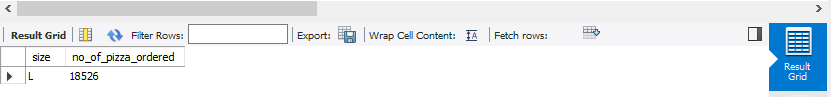 Result Grid Filter Rows: Export: Wrap Cell Content: Fetch rows:
size no_of_pizza_ordered
L 18526
Result
Grid